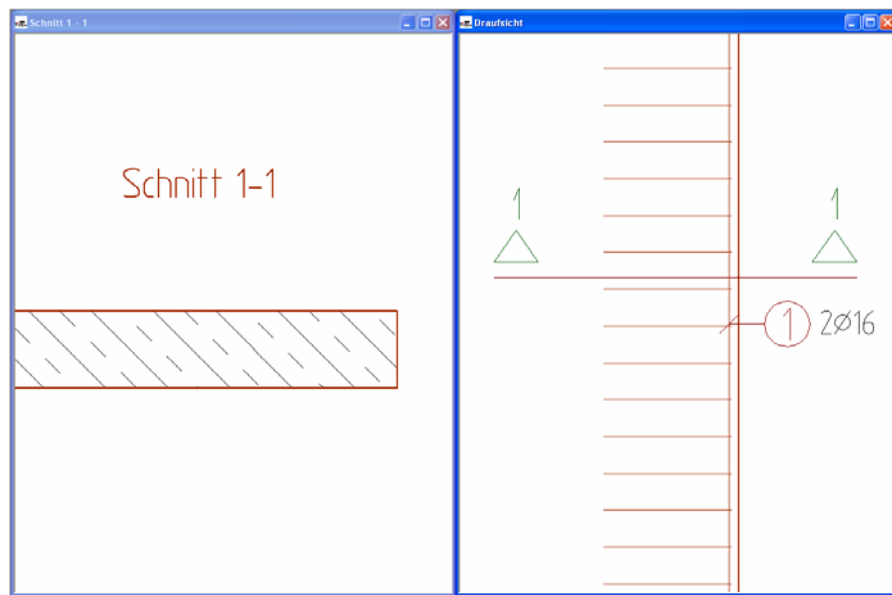 Schnitt 1 - 1
Schnitt 1-1
Draufsicht
1 1
1 2Ø16